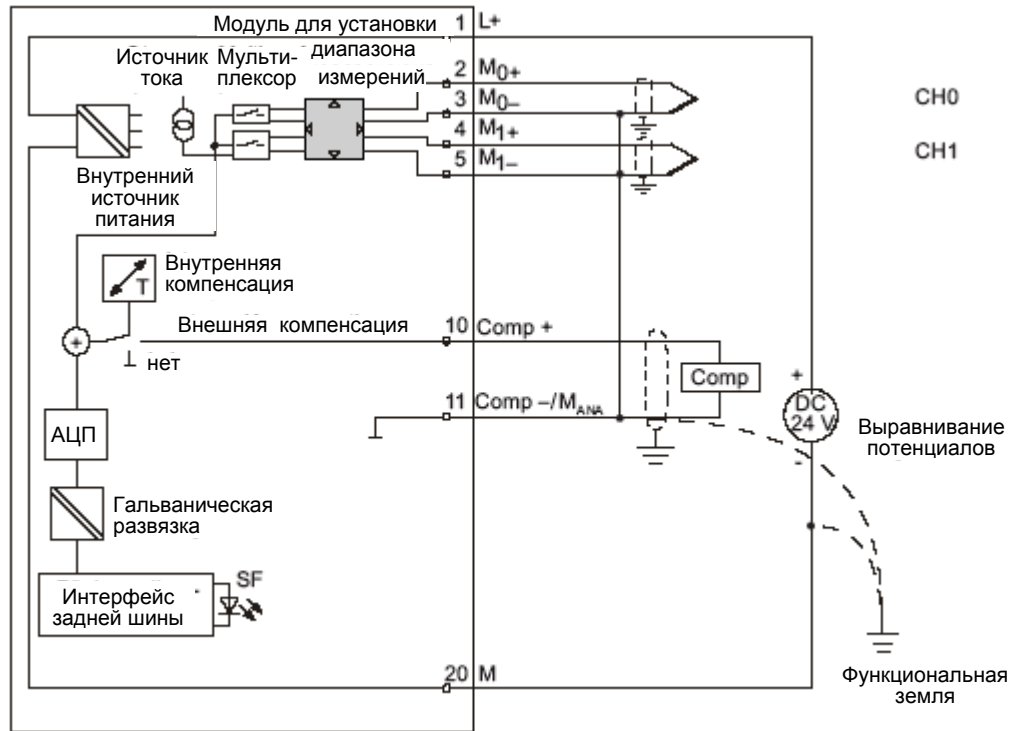 Модуль для установки
диапазона
измерений
1 L+
Источник
тока
Мульти-
плексор
2 M0+
3 M0–
4 M1+
5 M1–
CH0
CH1
Внутренний
источник
питания
T
Внутренняя
компенсация
+
Внешняя компенсация
нет
10 Comp +
Comp
11 Comp –/MANA
+
DC
24 V
-
Выравнивание
потенциалов
АЦП
Гальваническая
развязка
SF
Интерфейс
задней шины
20 M
Функциональная
земля